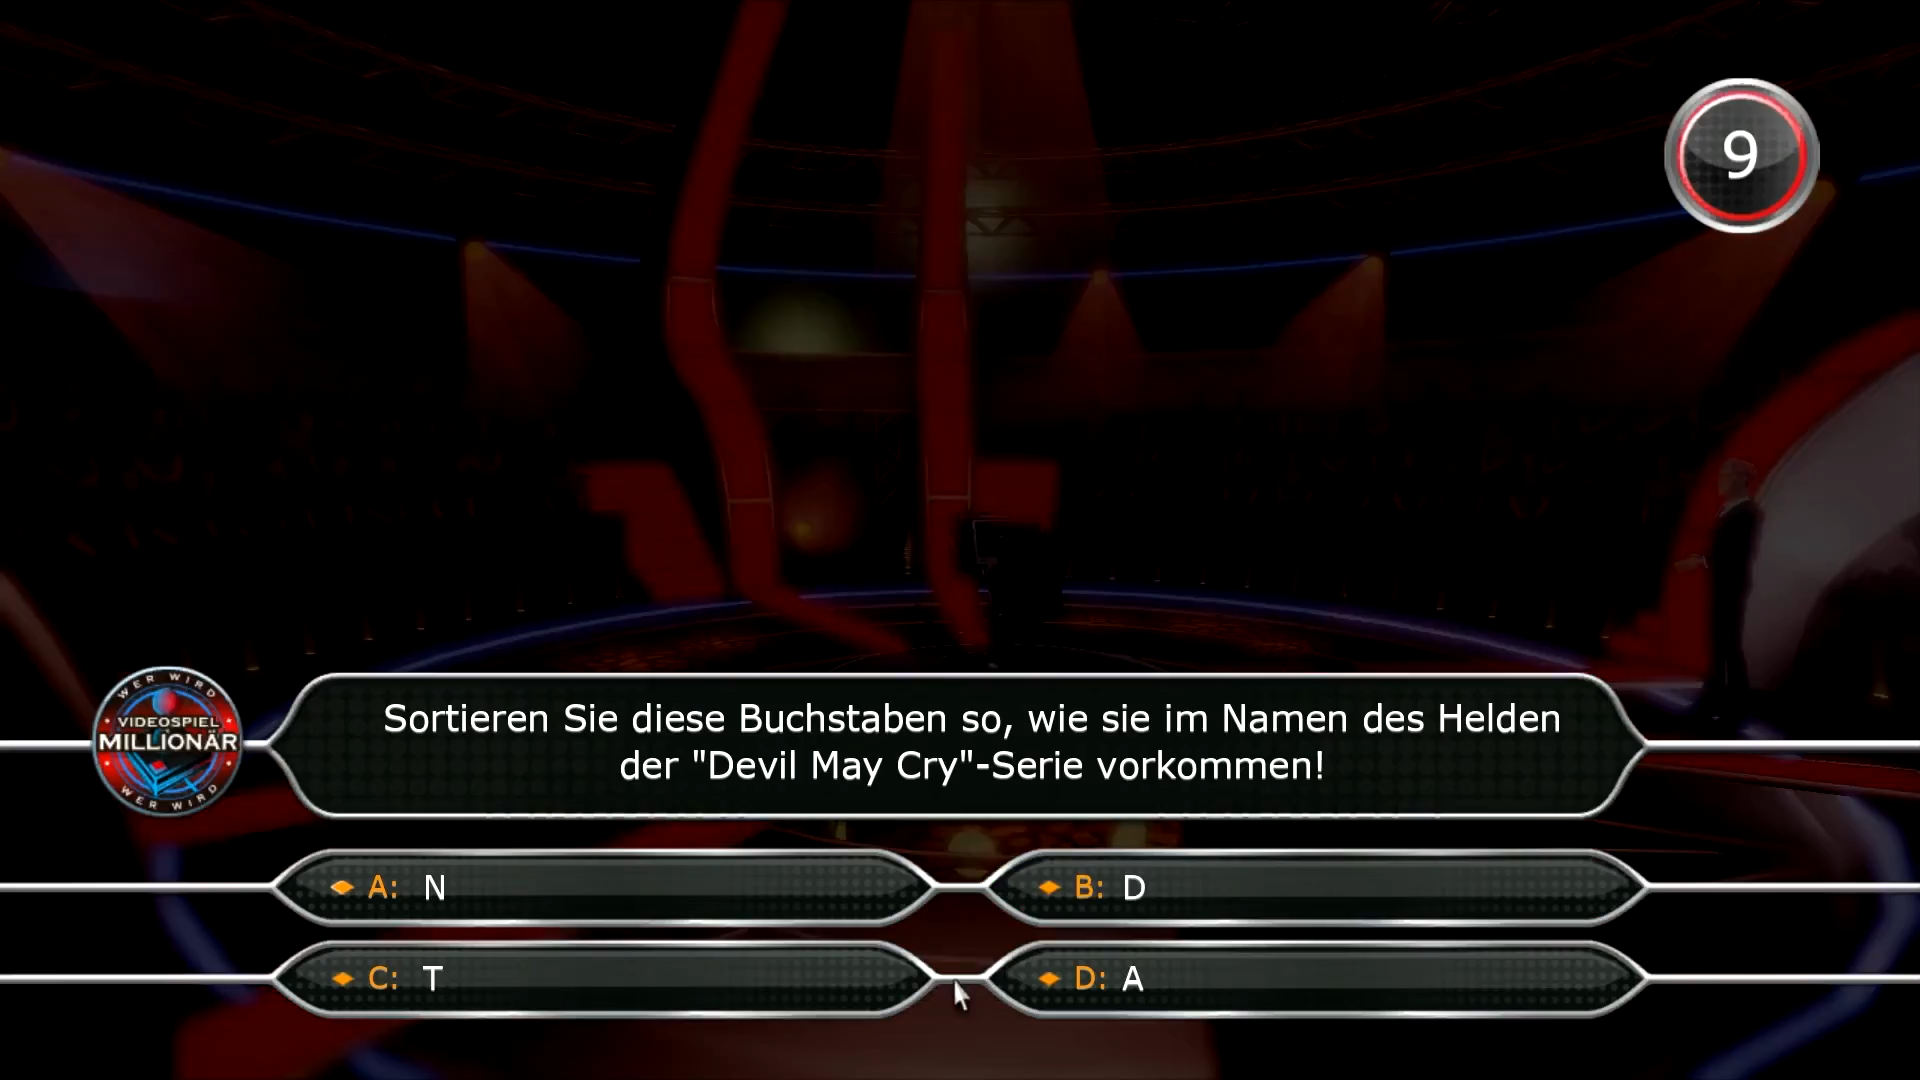 9
WER WIRD
VIDEOSPIEL
MILLIONÄR
WER WIRD
Sortieren Sie diese Buchstaben so, wie sie im Namen des Helden
der "Devil May Cry"-Serie vorkommen!
A: N
B: D
C: T
D: A